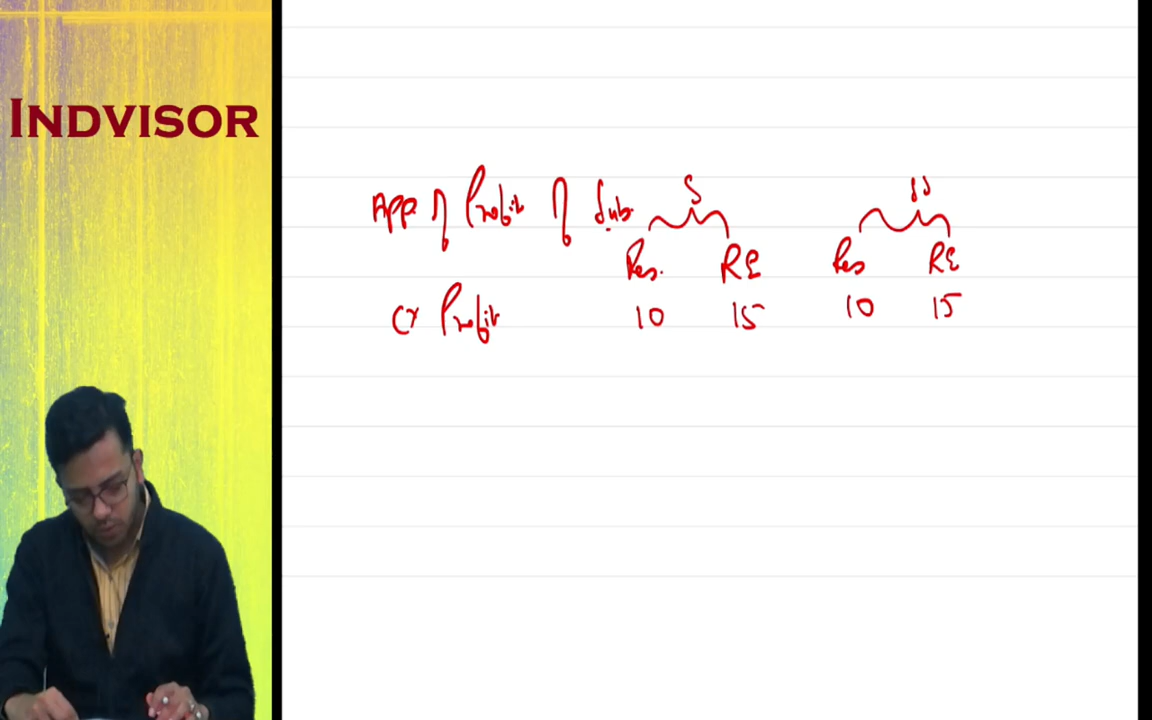 INDVISOR
App of Profit of Sub. S SS
Res. RE Res RE
Cr Profit 10 15 10 15